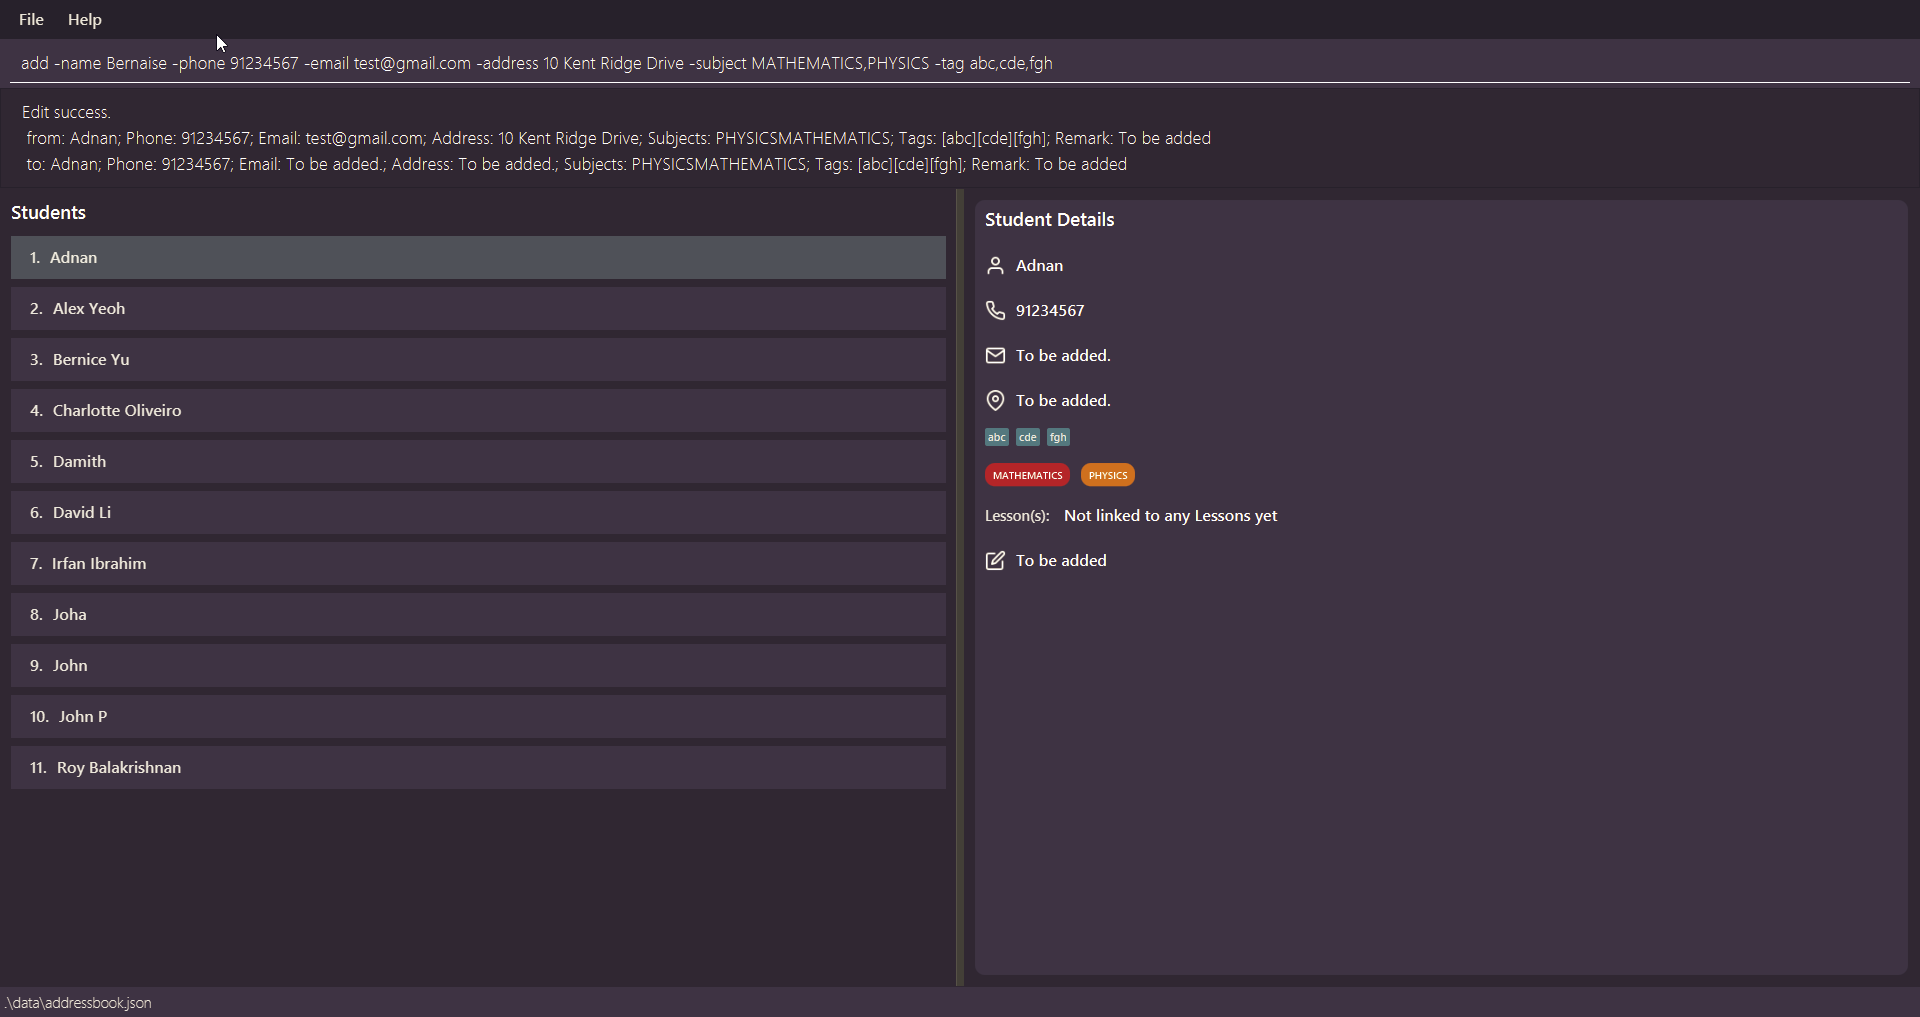 File Help
add -name Bernaise -phone 91234567 -email test@gmail.com -address 10 Kent Ridge Drive -subject MATHEMATICS,PHYSICS -tag abc,cde,fgh
Edit success.
from: Adnan; Phone: 91234567; Email: test@gmail.com; Address: 10 Kent Ridge Drive; Subjects: PHYSICSMATHEMATICS; Tags: [abc][cde][fgh]; Remark: To be added
to: Adnan; Phone: 91234567; Email: To be added.; Address: To be added.; Subjects: PHYSICSMATHEMATICS; Tags: [abc][cde][fgh]; Remark: To be added
Students
1. Adnan
2. Alex Yeoh
3. Bernice Yu
4. Charlotte Oliveiro
5. Damith
6. David Li
7. Irfan Ibrahim
8. Joha
9. John
10. John P
11. Roy Balakrishnan
Student Details
Adnan
91234567
To be added.
To be added.
abc cde fgh
MATHEMATICS PHYSICS
Lesson(s): Not linked to any Lessons yet
To be added
.\data\addressbook.json